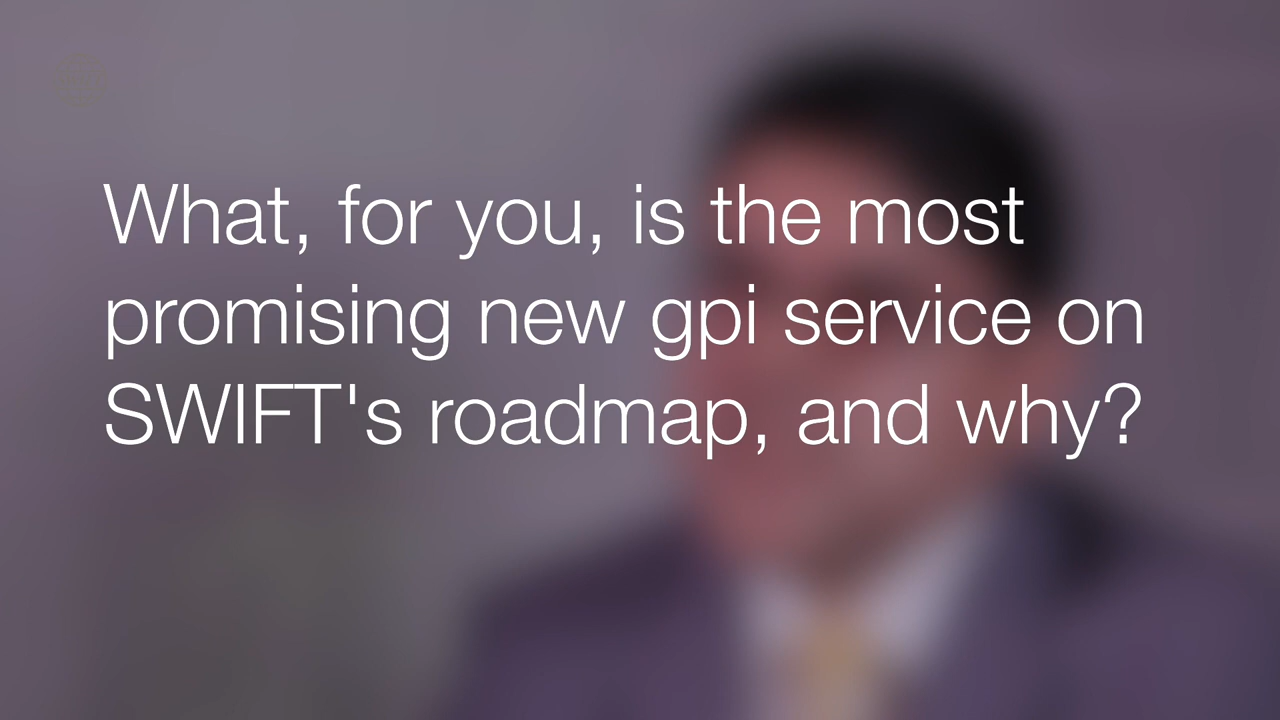 What, for you, is the most
promising new gpi service on
SWIFT's roadmap, and why?